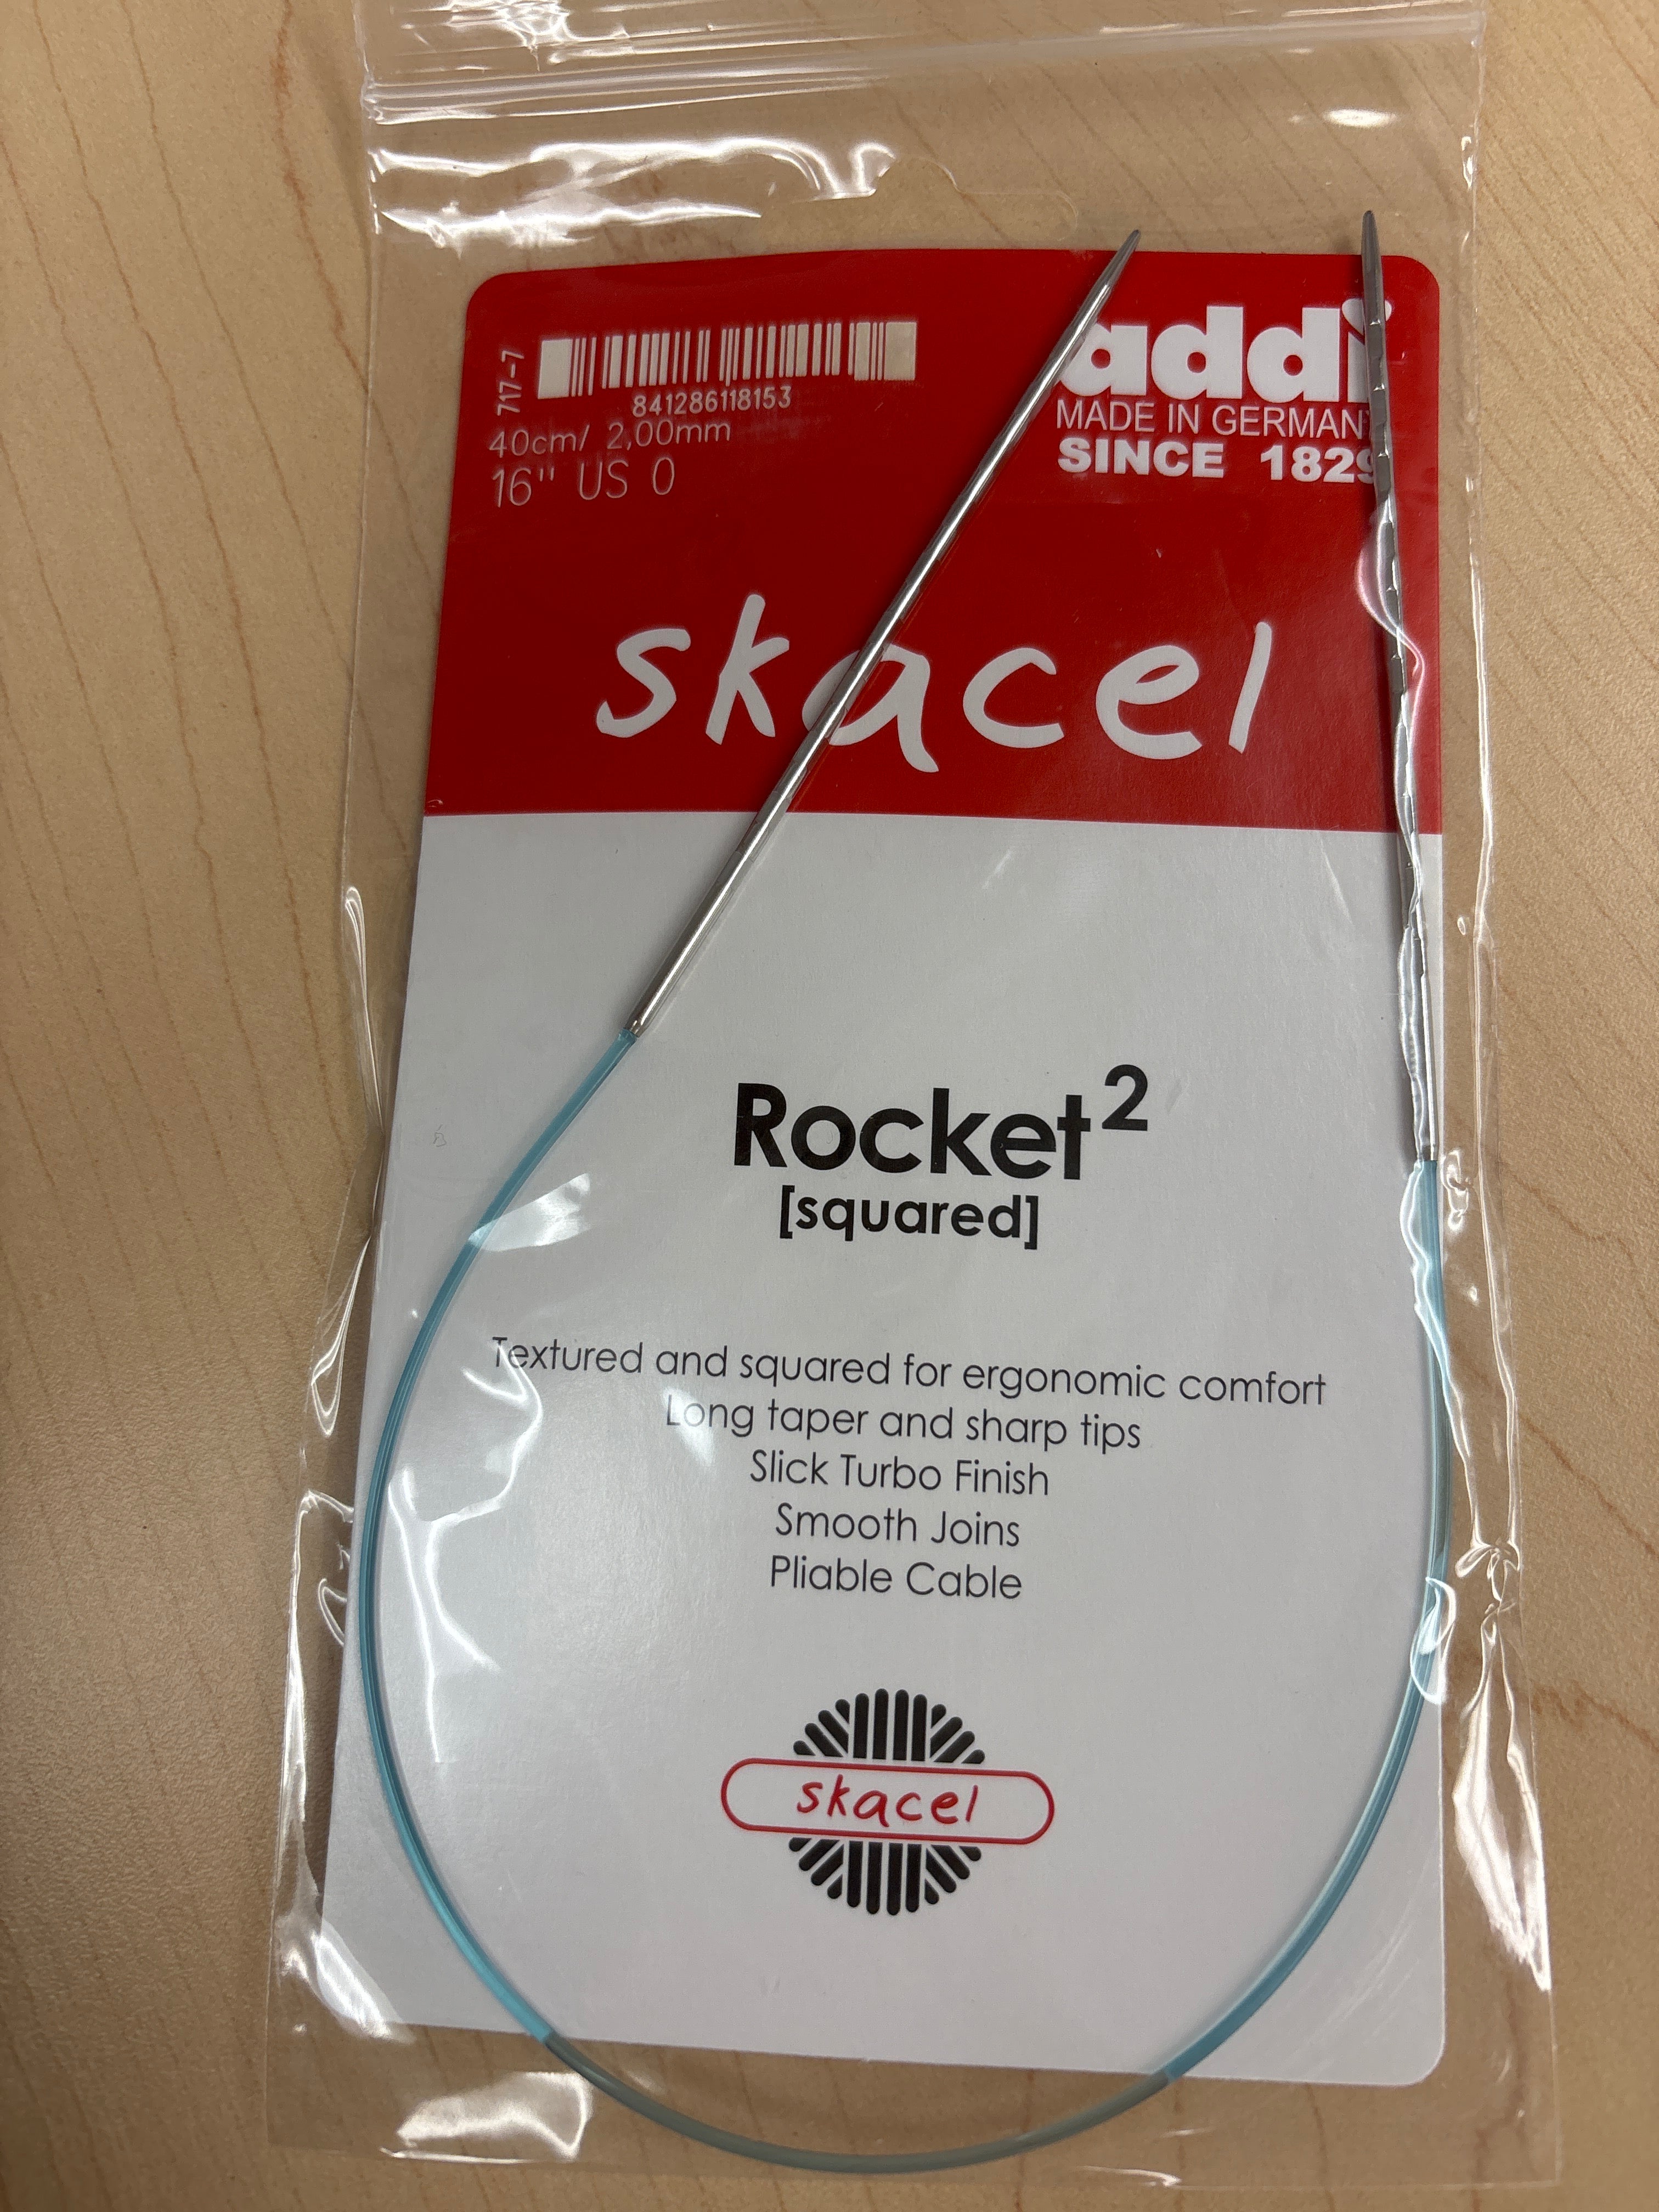 717-7
841286118153
40cm/ 2,00mm
16" US 0
addi
MADE IN GERMAN
SINCE 1829
skacel
Rocket²
[squared]
Textured and squared for ergonomic comfort
Long taper and sharp tips
Slick Turbo Finish
Smooth Joins
Pliable Cable
skacel